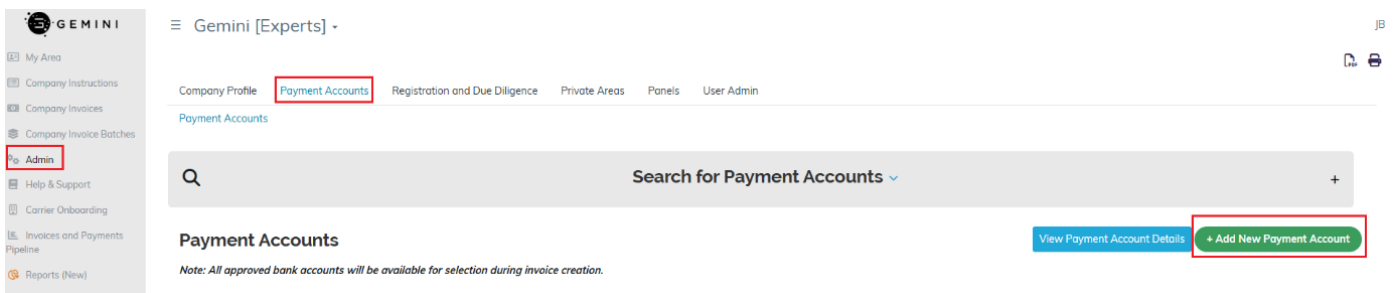 GEMINI
Gemini [Experts]
JB
My Area
Company Instructions
Company Invoices
Company Invoice Batches
Admin
Help & Support
Carrier Onboarding
Invoices and Payments
Pipeline
Reports (New)
PDF
Company Profile Payment Accounts Registration and Due Diligence Private Areas Panels User Admin
Payment Accounts
Search for Payment Accounts
+
Payment Accounts
View Payment Account Details
+ Add New Payment Account
Note: All approved bank accounts will be available for selection during invoice creation.